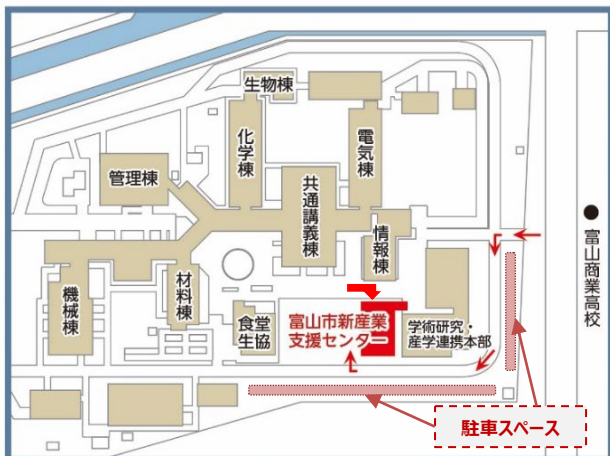 生物棟
化学棟
電気棟
管理棟
共通講義棟
情報棟
● 富山商業高校
機械棟
材料棟
食堂
生協
富山市新産業
支援センター
学術研究・
産学連携本部
駐車スペース